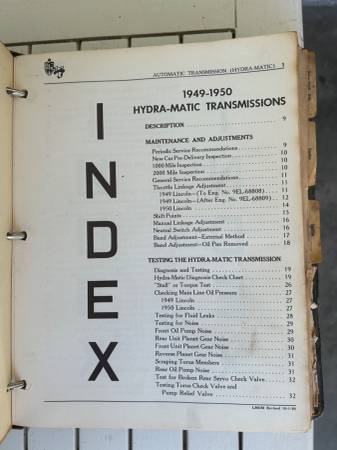 AUTOMATIC TRANSMISSION (HYDRA-MATIC) 3
INDEX
1949-1950
HYDRA-MATIC TRANSMISSIONS
DESCRIPTION 9
MAINTENANCE AND ADJUSTMENTS
Periodic Service Recommendations 9
New Car Pre-Delivery Inspection 10
1000 Mile Inspection 10
2000 Mile Inspection 10
General Service Recommendations 11
Throttle Linkage Adjustment 11
1949 Lincoln—(To Eng. No. 9EL-68808) 11
1949 Lincoln—(After Eng. No. 9EL-68809) 12
1950 Lincoln 14
Shift Points 15
Manual Linkage Adjustment 16
Neutral Switch Adjustment 16
Band Adjustment—External Method 17
Band Adjustment—Oil Pan Removed 18
TESTING THE HYDRA-MATIC TRANSMISSION
Diagnosis and Testing 19
Hydra-Matic Diagnosis Check Chart 19
"Stall" or Torque Test 26
Checking Main Line Oil Pressure 27
1949 Lincoln 27
1950 Lincoln 27
Testing for Fluid Leaks 28
Testing for Noise 29
Front Oil Pump Noise 29
Rear Unit Planet Gear Noise 30
Front Unit Planet Gear Noise 30
Reverse Planet Gear Noise 31
Scraping Torus Members 31
Rear Oil Pump Noise 31
Test for Broken Rear Servo Check Valve 32
Testing Torus Check Valve and
Pump Relief Valve 32